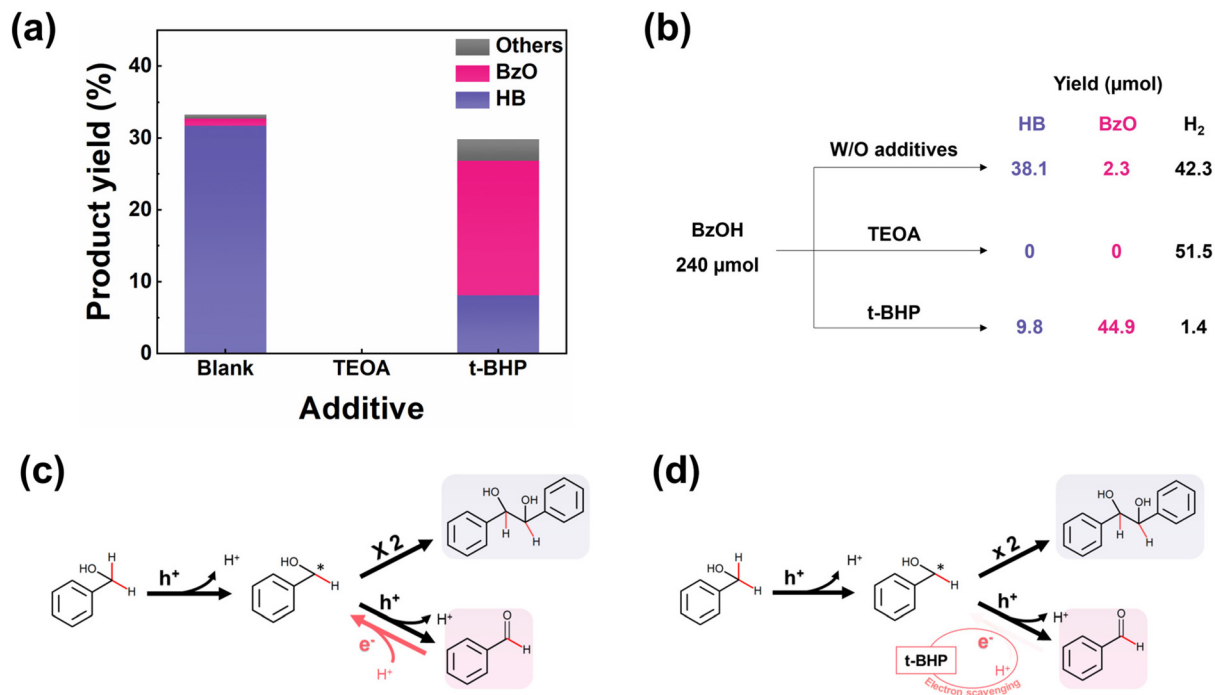 (a)
Product yield (%)
40
30
20
10
0
Others
BzO
HB
Blank
TEOA
t-BHP
Additive
(b)
Yield (μmol)
HB
BzO
H₂
W/O additives
38.1
2.3
42.3
BzOH
240 μmol
TEOA
0
0
51.5
t-BHP
9.8
44.9
1.4
(c)
HO
H
H
h⁺
H⁺
HO
*
H
X 2
HO
OH
H
H
h⁺
H⁺
e⁻
H⁺
O
H
(d)
HO
H
H
h⁺
H⁺
HO
*
H
x 2
HO
OH
H
H
h⁺
H⁺
e⁻
H⁺
t-BHP
Electron scavenging
O
H